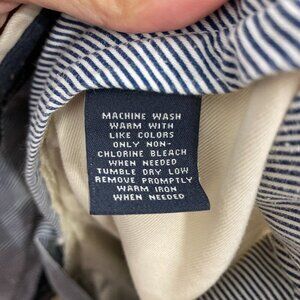 MACHINE WASH
WARM WITH
LIKE COLORS
ONLY NON-
CHLORINE BLEACH
WHEN NEEDED
TUMBLE DRY LOW
REMOVE PROMPTLY
WARM IRON
WHEN NEEDED